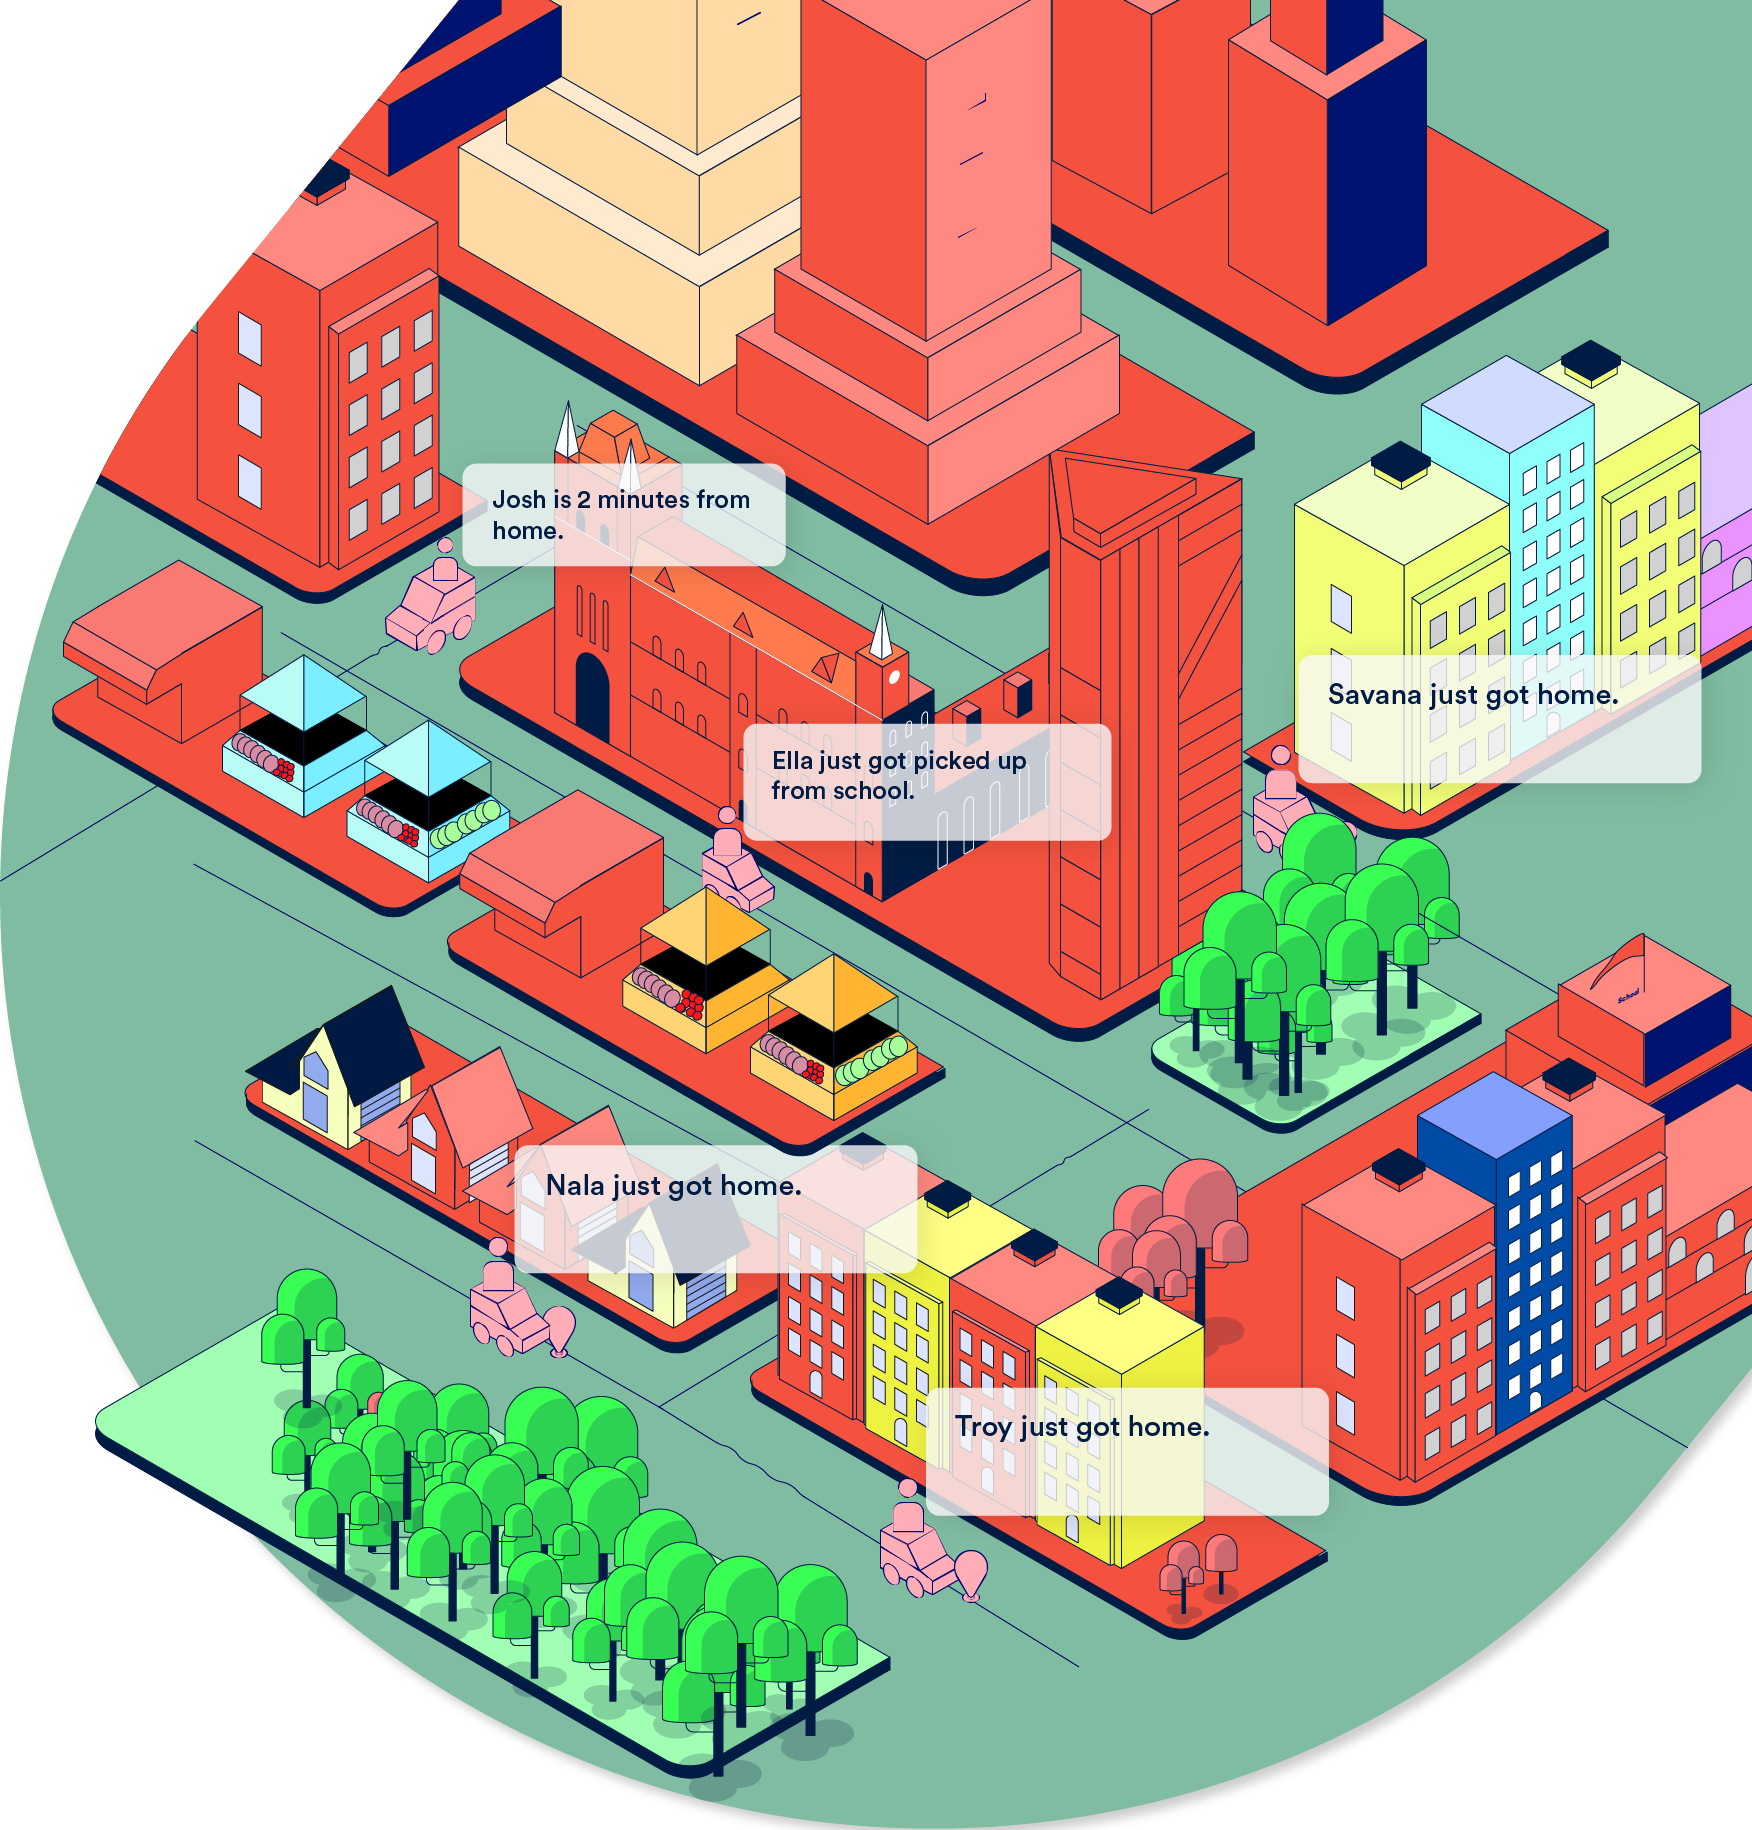 Josh is 2 minutes from
home.
Savana just got home.
Ella just got picked up
from school.
School
Nala just got home.
Troy just got home.